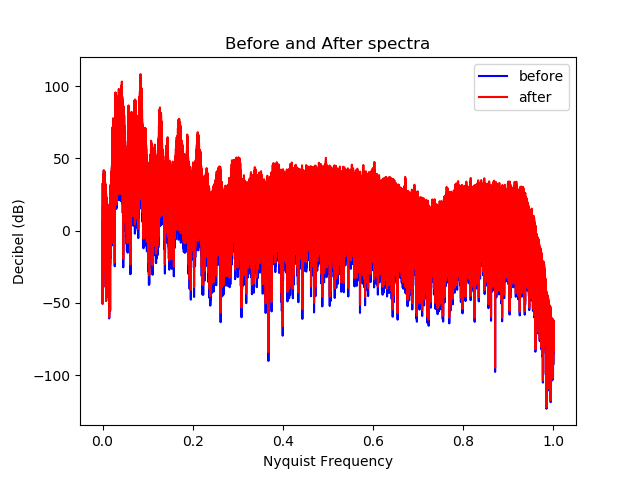 Before and After spectra
before
after
100
50
0
−50
−100
Decibel (dB)
0.0 0.2 0.4 0.6 0.8 1.0
Nyquist Frequency